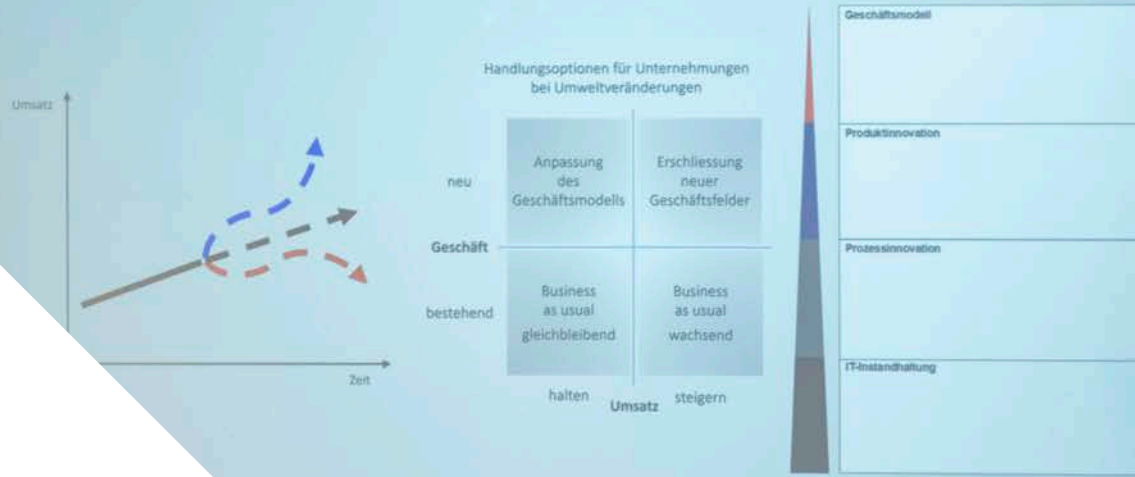 Umsatz
Zeit
Handlungsoptionen für Unternehmungen
bei Umweltveränderungen
neu
Anpassung
des
Geschäftsmodells
Erschliessung
neuer
Geschäftsfelder
Geschäft
bestehend
Business
as usual
gleichbleibend
Business
as usual
wachsend
halten
Umsatz
steigern
Geschäftsmodell
Produktinnovation
Prozessinnovation
IT-Instandhaltung